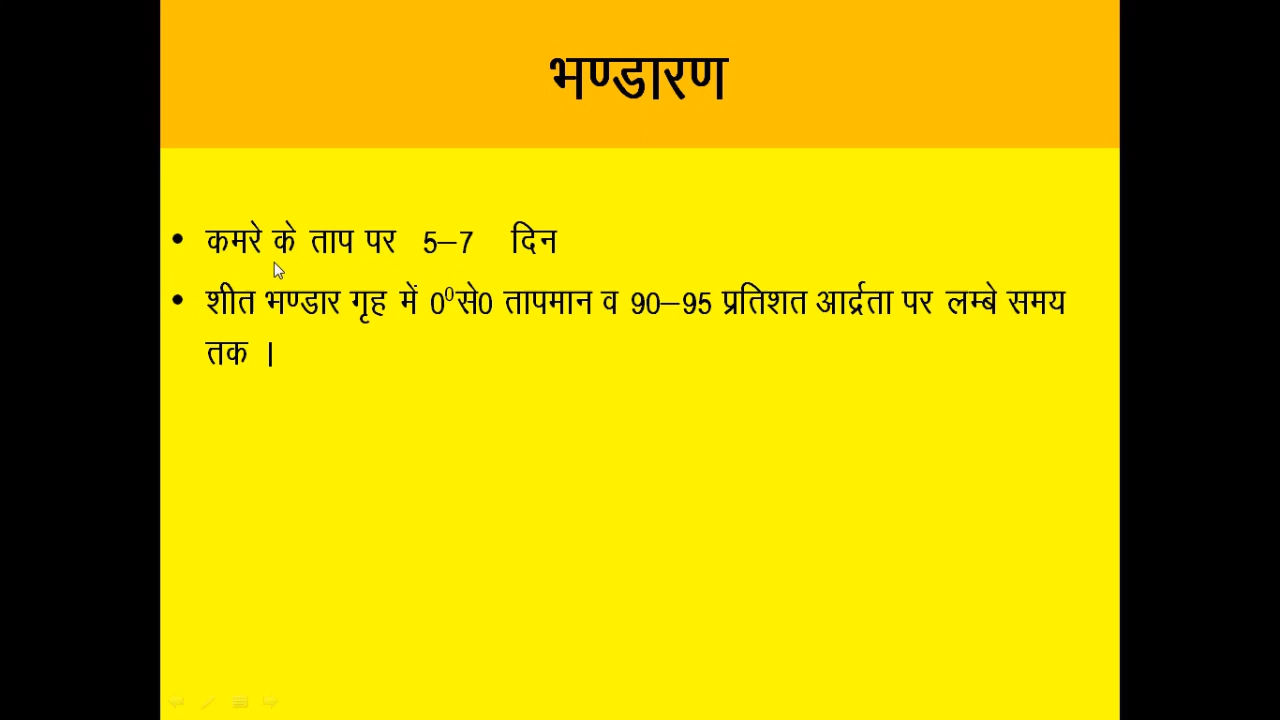 भण्डारण
• कमरे के ताप पर 5–7 दिन
• शीत भण्डार गृह में 0⁰से0 तापमान व 90–95 प्रतिशत आर्द्रता पर लम्बे समय
तक ।